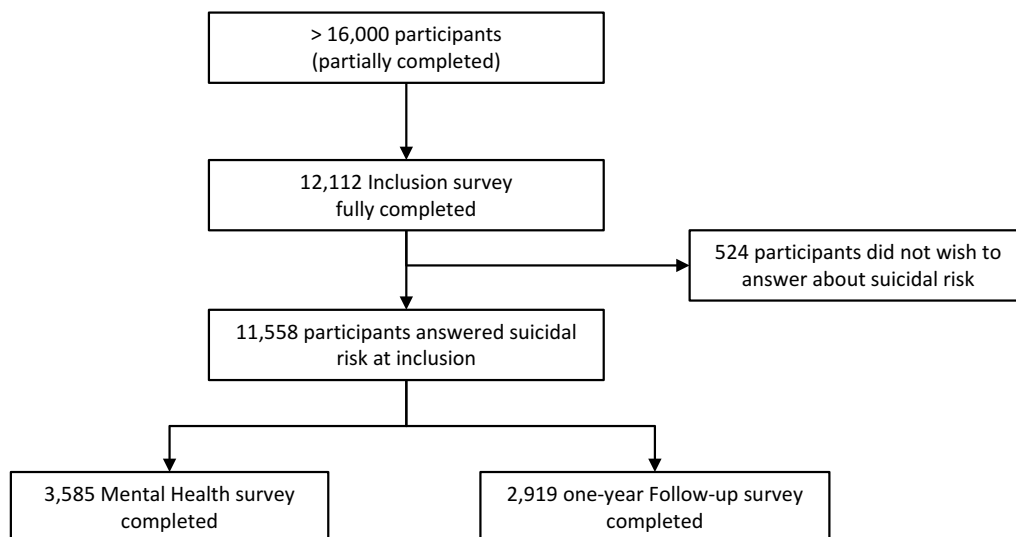 > 16,000 participants
(partially completed)
12,112 Inclusion survey
fully completed
524 participants did not wish to
answer about suicidal risk
11,558 participants answered suicidal
risk at inclusion
3,585 Mental Health survey
completed
2,919 one-year Follow-up survey
completed